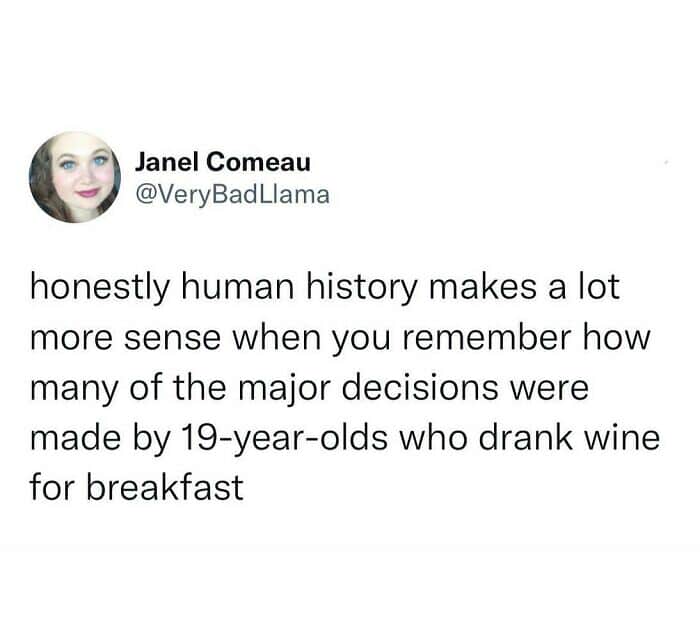 Janel Comeau
@VeryBadLlama
honestly human history makes a lot
more sense when you remember how
many of the major decisions were
made by 19-year-olds who drank wine
for breakfast